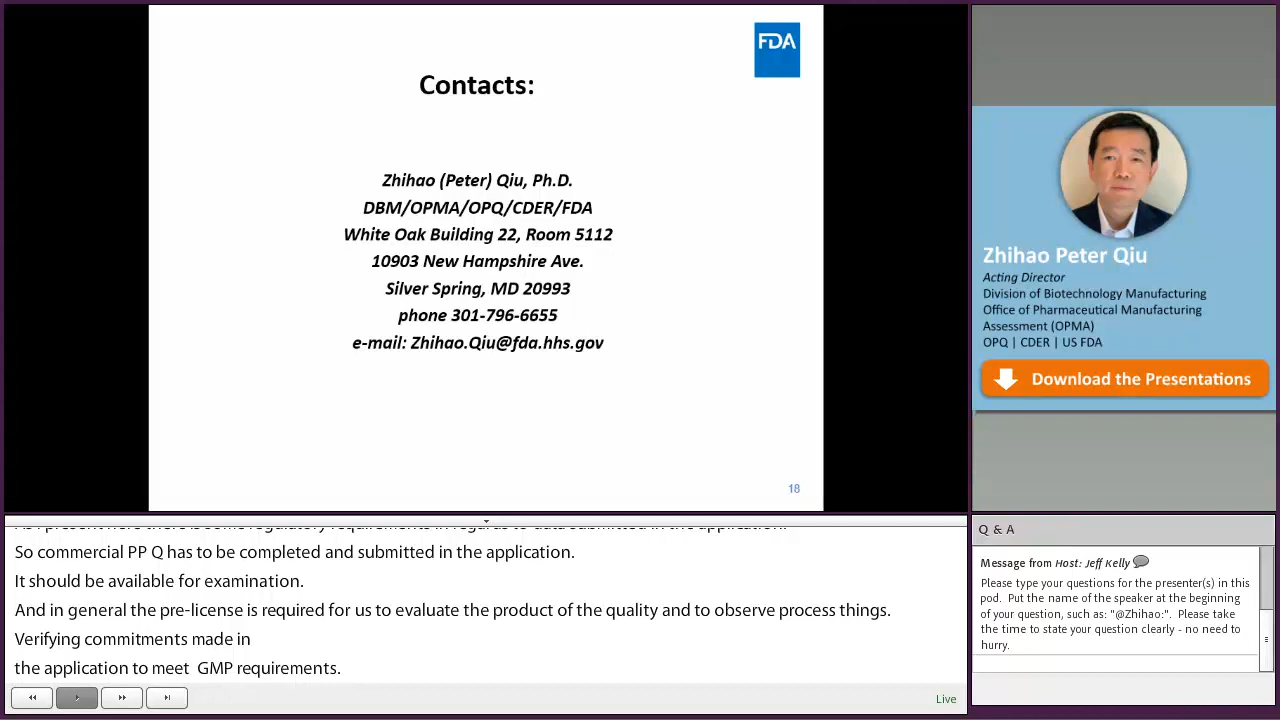 FDA
Contacts:
Zhihao (Peter) Qiu, Ph.D.
DBM/OPMA/OPQ/CDER/FDA
White Oak Building 22, Room 5112
10903 New Hampshire Ave.
Silver Spring, MD 20993
phone 301-796-6655
e-mail: Zhihao.Qiu@fda.hhs.gov
18
Zhihao Peter Qiu
Acting Director
Division of Biotechnology Manufacturing
Office of Pharmaceutical Manufacturing
Assessment (OPMA)
OPQ | CDER | US FDA
Download the Presentations
So commercial PP Q has to be completed and submitted in the application.
It should be available for examination.
And in general the pre-license is required for us to evaluate the product of the quality and to observe process things.
Verifying commitments made in
the application to meet  GMP requirements.
Live
Q & A
Message from Host: Jeff Kelly
Please type your questions for the presenter(s) in this
pod.  Put the name of the speaker at the beginning
of your question, such as: "@Zhihao:".  Please take
the time to state your question clearly - no need to
hurry.